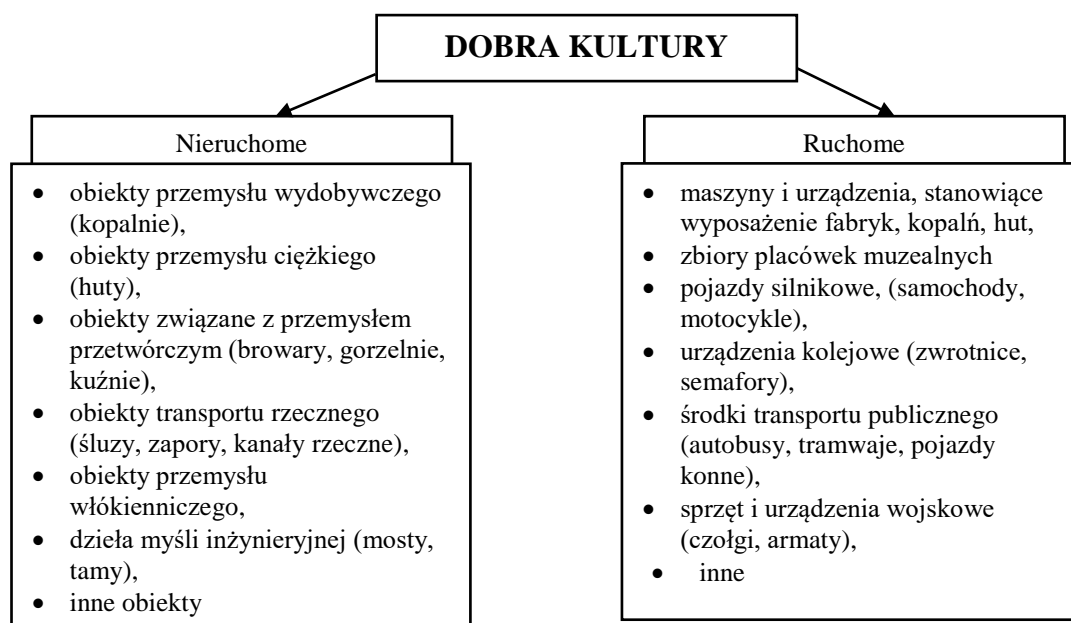 DOBRA KULTURY
Nieruchome
• obiekty przemysłu wydobywczego
(kopalnie),
• obiekty przemysłu ciężkiego
(huty),
• obiekty związane z przemysłem
przetwórczym (browary, gorzelnie,
kuźnie),
• obiekty transportu rzecznego
(śluzy, zapory, kanały rzeczne),
• obiekty przemysłu
włókienniczego,
• dzieła myśli inżynieryjnej (mosty,
tamy),
• inne obiekty
Ruchome
• maszyny i urządzenia, stanowiące
wyposażenie fabryk, kopalń, hut,
• zbiory placówek muzealnych
• pojazdy silnikowe, (samochody,
motocykle),
• urządzenia kolejowe (zwrotnice,
semafory),
• środki transportu publicznego
(autobusy, tramwaje, pojazdy
konne),
• sprzęt i urządzenia wojskowe
(czołgi, armaty),
• inne